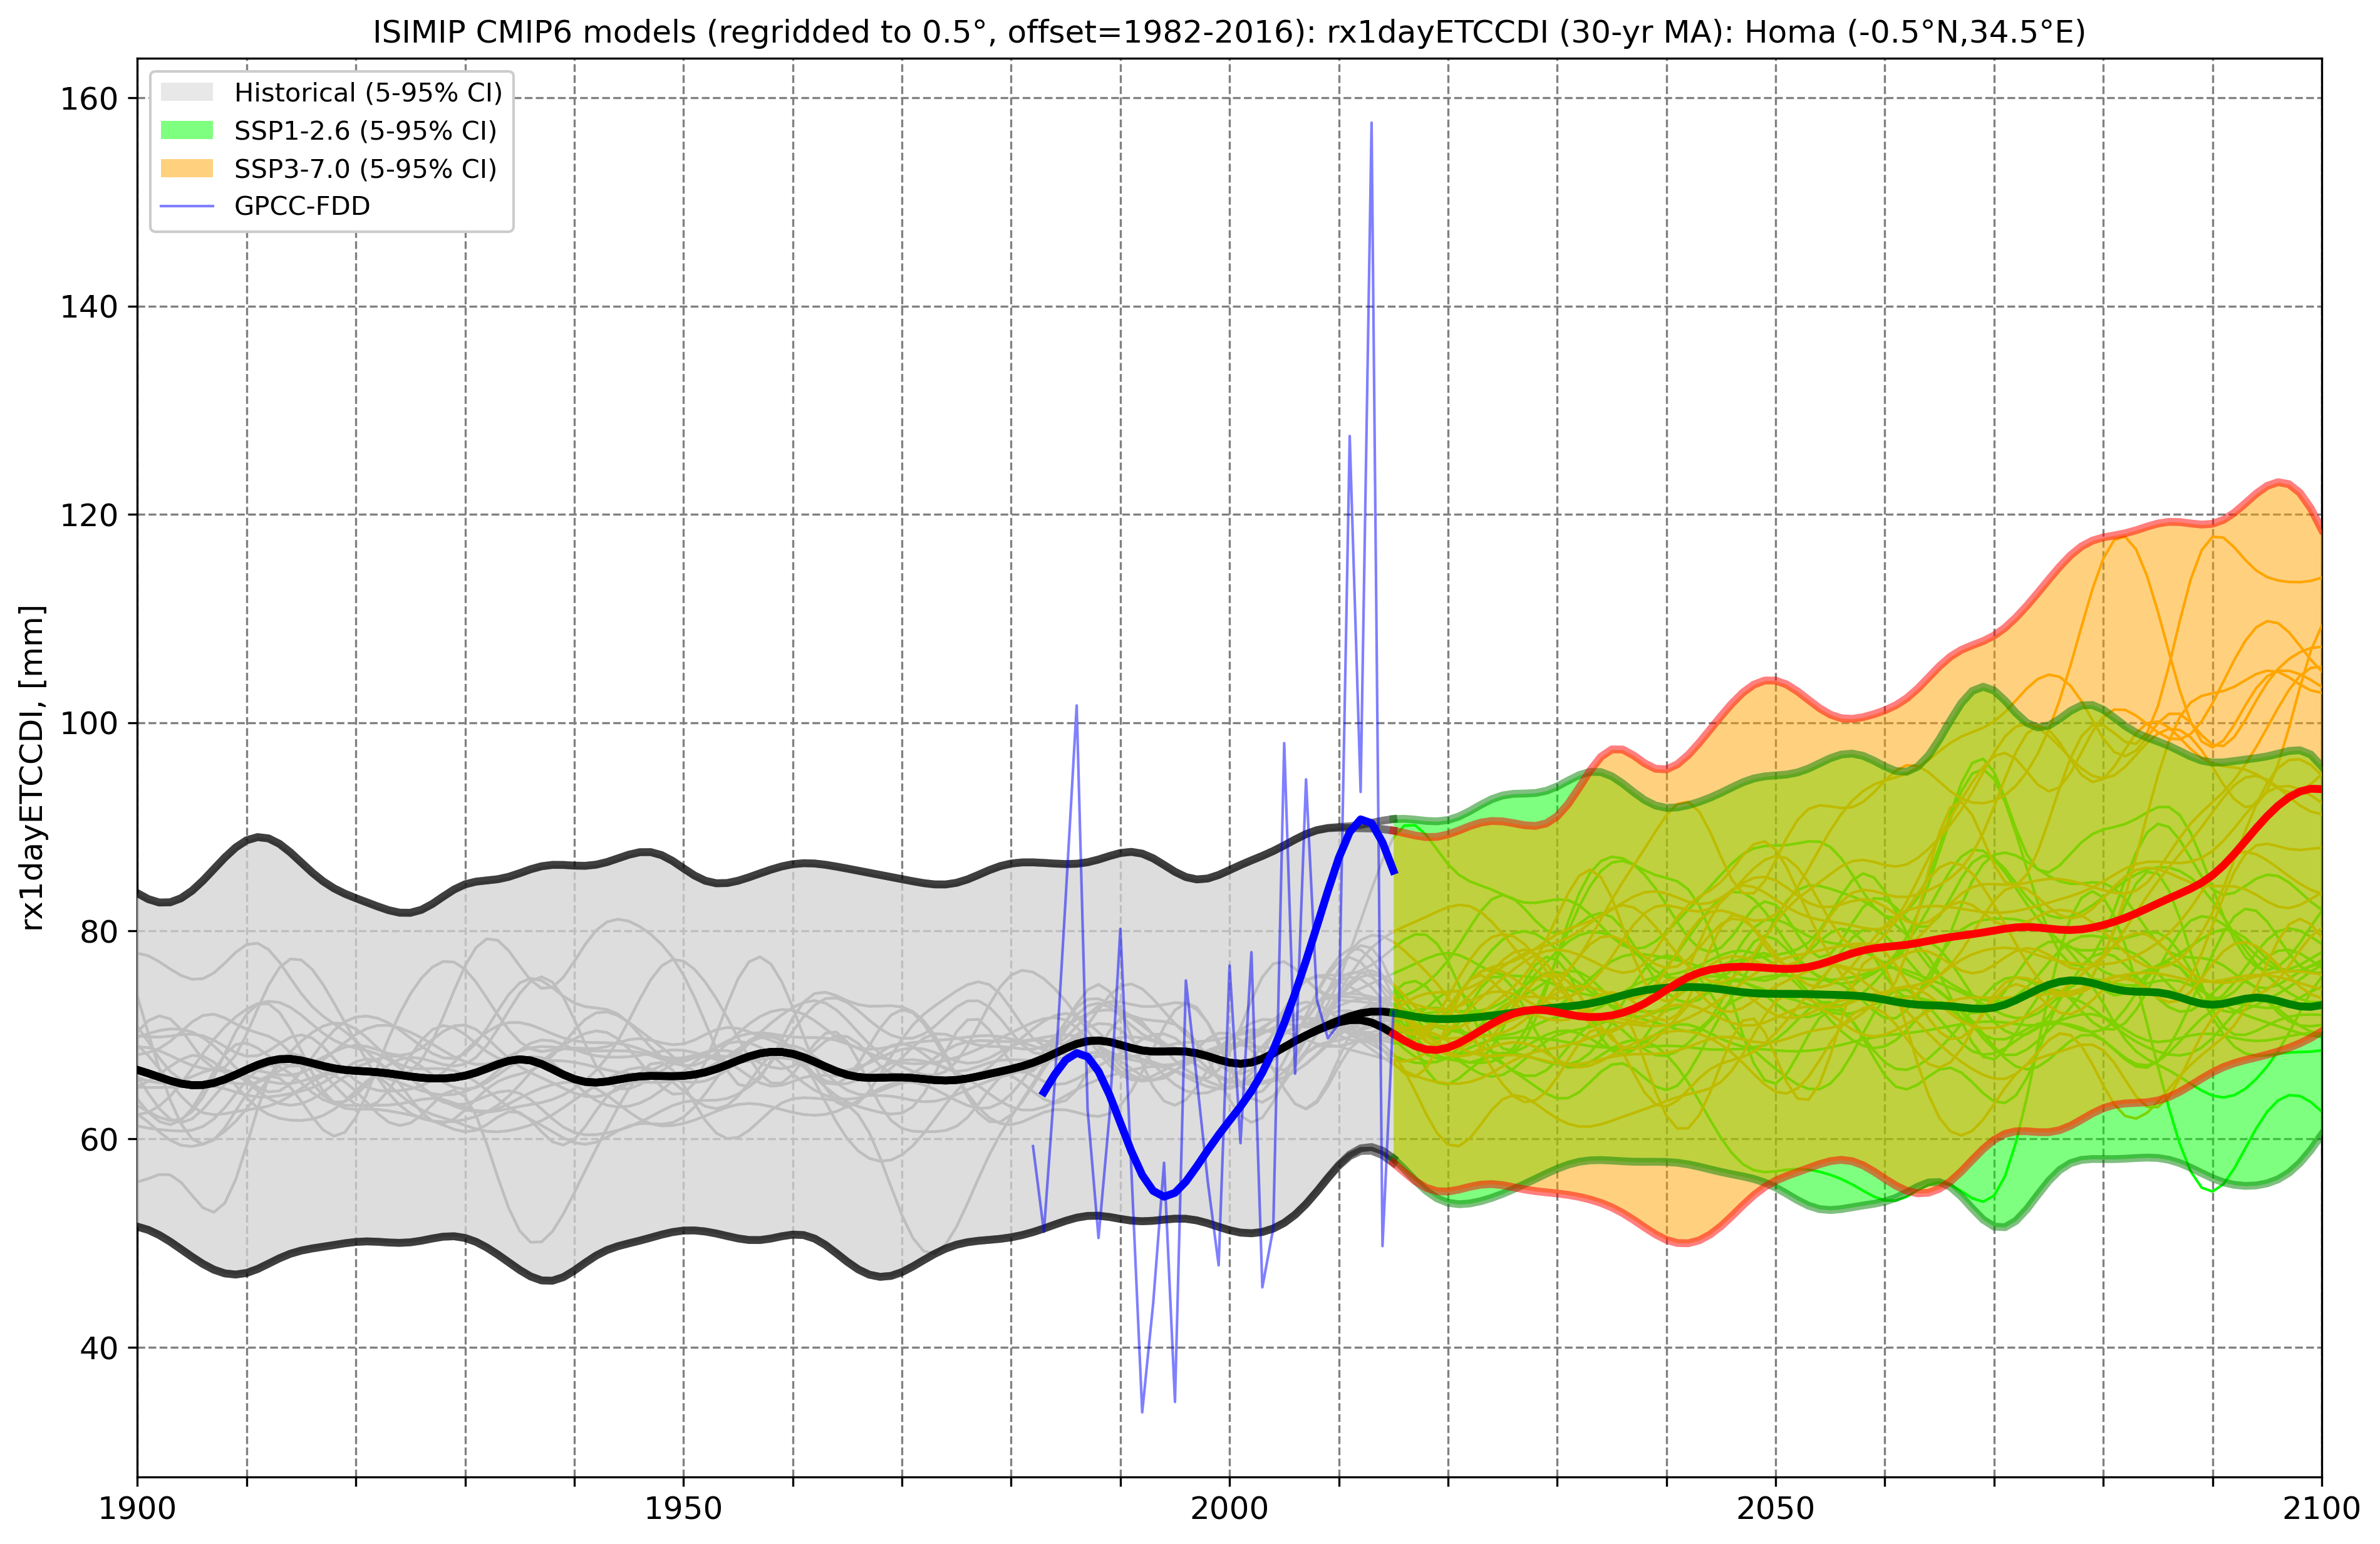 ISIMIP CMIP6 models (regridded to 0.5°, offset=1982-2016): rx1dayETCCDI (30-yr MA): Homa (-0.5°N,34.5°E)
Historical (5-95% CI)
SSP1-2.6 (5-95% CI)
SSP3-7.0 (5-95% CI)
GPCC-FDD
rx1dayETCCDI, [mm]
160
140
120
100
80
60
40
1900 1950 2000 2050 2100